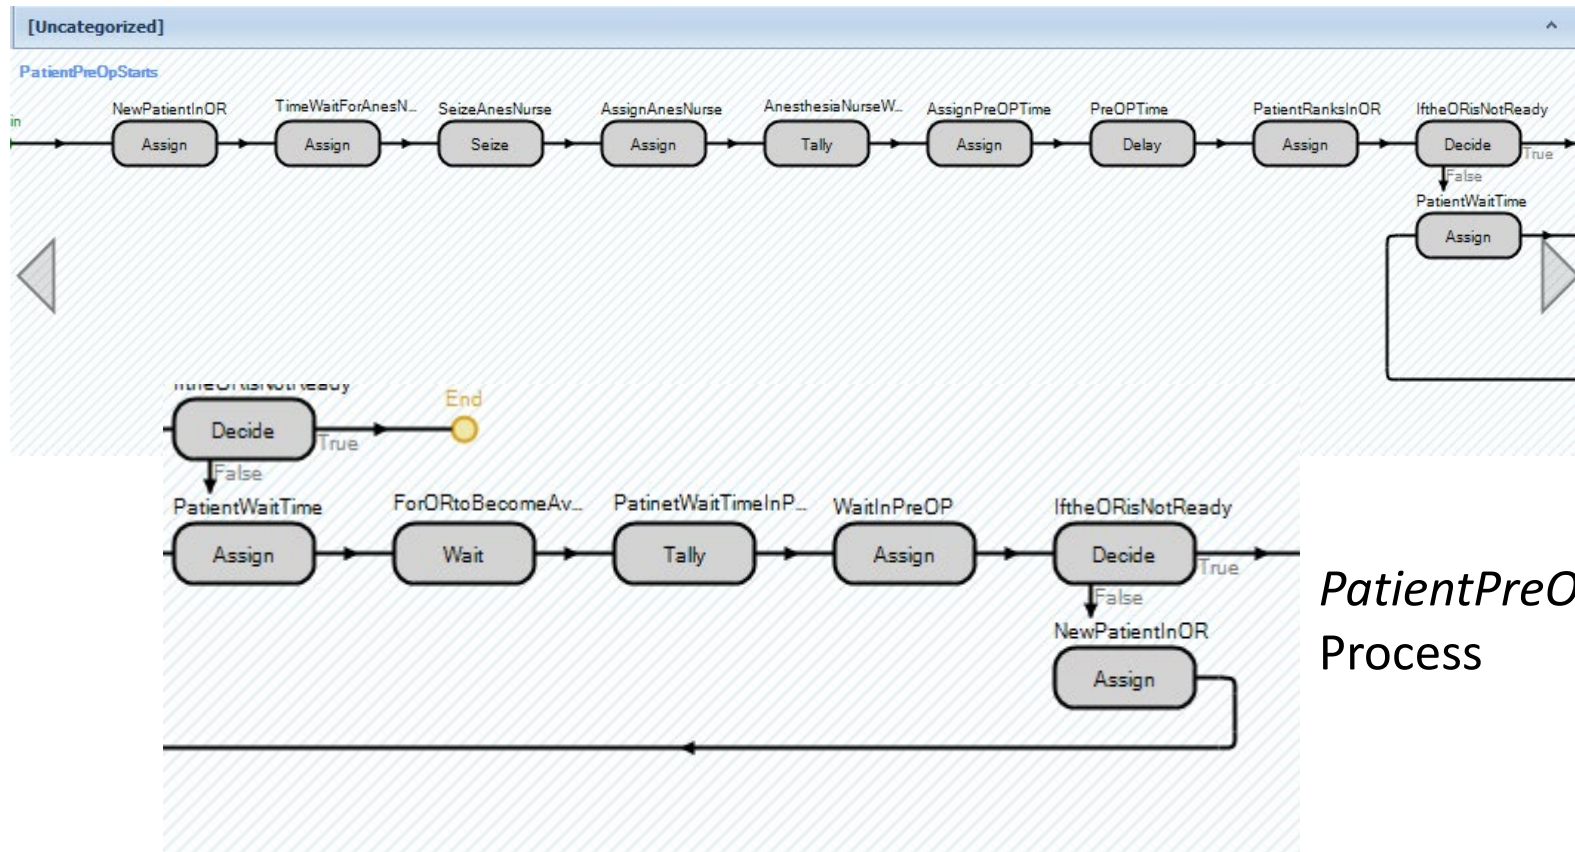 [Uncategorized]
PatientPreOpStarts
in
NewPatientInOR
TimeWaitForAnesN...
SeizeAnesNurse
AssignAnesNurse
AnesthesiaNurseW...
AssignPreOPTime
PreOPTime
PatientRanksInOR
IftheORisNotReady
Assign
Assign
Seize
Assign
Tally
Assign
Delay
Assign
Decide
True
False
PatientWaitTime
Assign
IftheORisNotReady
End
Decide
True
False
PatientWaitTime
ForORtoBecomeAv...
PatinetWaitTimeInP...
WaitInPreOP
IftheORisNotReady
Assign
Wait
Tally
Assign
Decide
True
False
NewPatientInOR
Assign
PatientPreO
Process